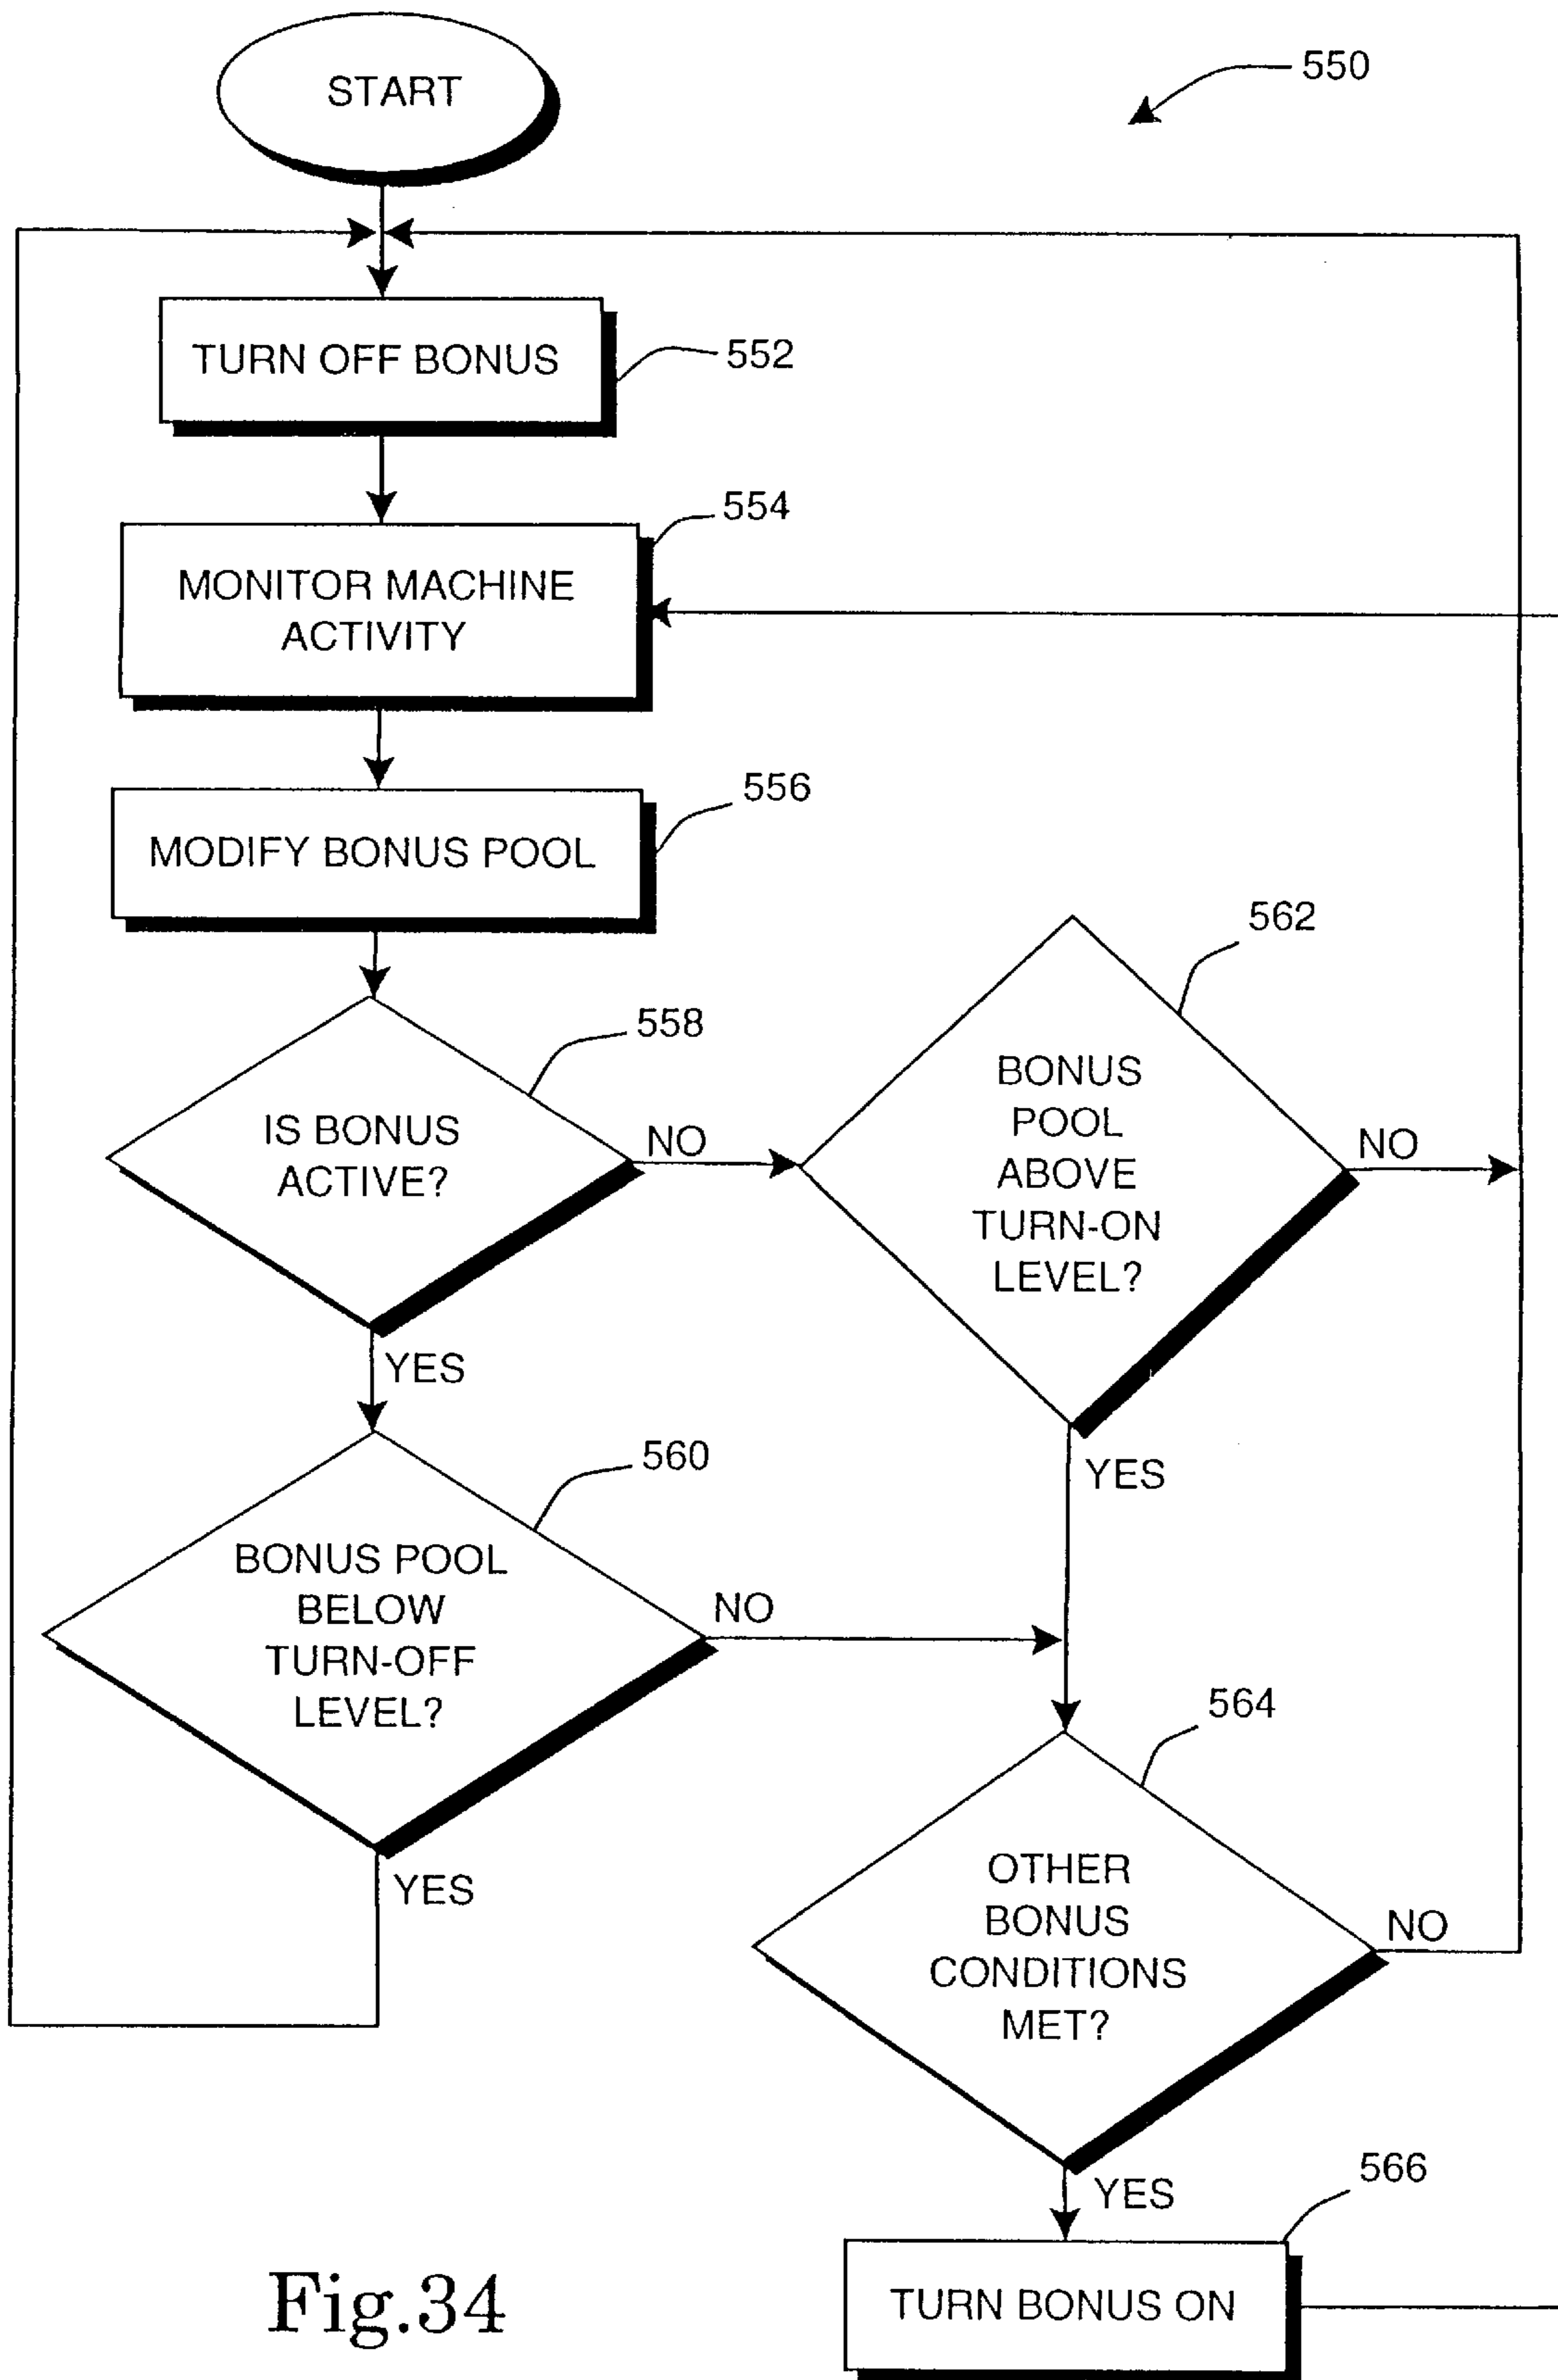 START
550
TURN OFF BONUS
552
554
MONITOR MACHINE
ACTIVITY
556
MODIFY BONUS POOL
562
558
BONUS
POOL
ABOVE
TURN-ON
LEVEL?
IS BONUS
ACTIVE?
NO
NO
YES
560
YES
BONUS POOL
BELOW
TURN-OFF
LEVEL?
NO
564
YES
OTHER
BONUS
CONDITIONS
MET?
NO
YES
566
TURN BONUS ON
Fig.34